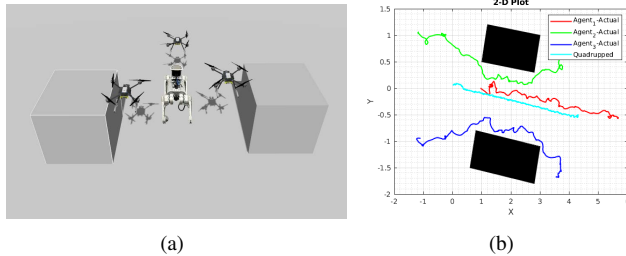 2-D Plot
Agent₁-Actual
Agent₂-Actual
Agent₃-Actual
Quadrupped
1.5
1
0.5
0
-0.5
-1
-1.5
-2
Y
-2 -1 0 1 2 3 4 5
X
(a) (b)